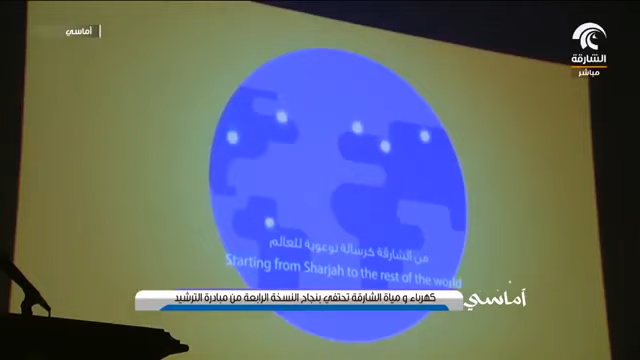 أماسي
الشارقة
مباشر
من الشارقة كرسالة توعوية للعالم
Starting from Sharjah to the rest of the world
كهرباء و مياة الشارقة تحتفي بنجاح النسخة الرابعة من مبادرة الترشيد
أماسي